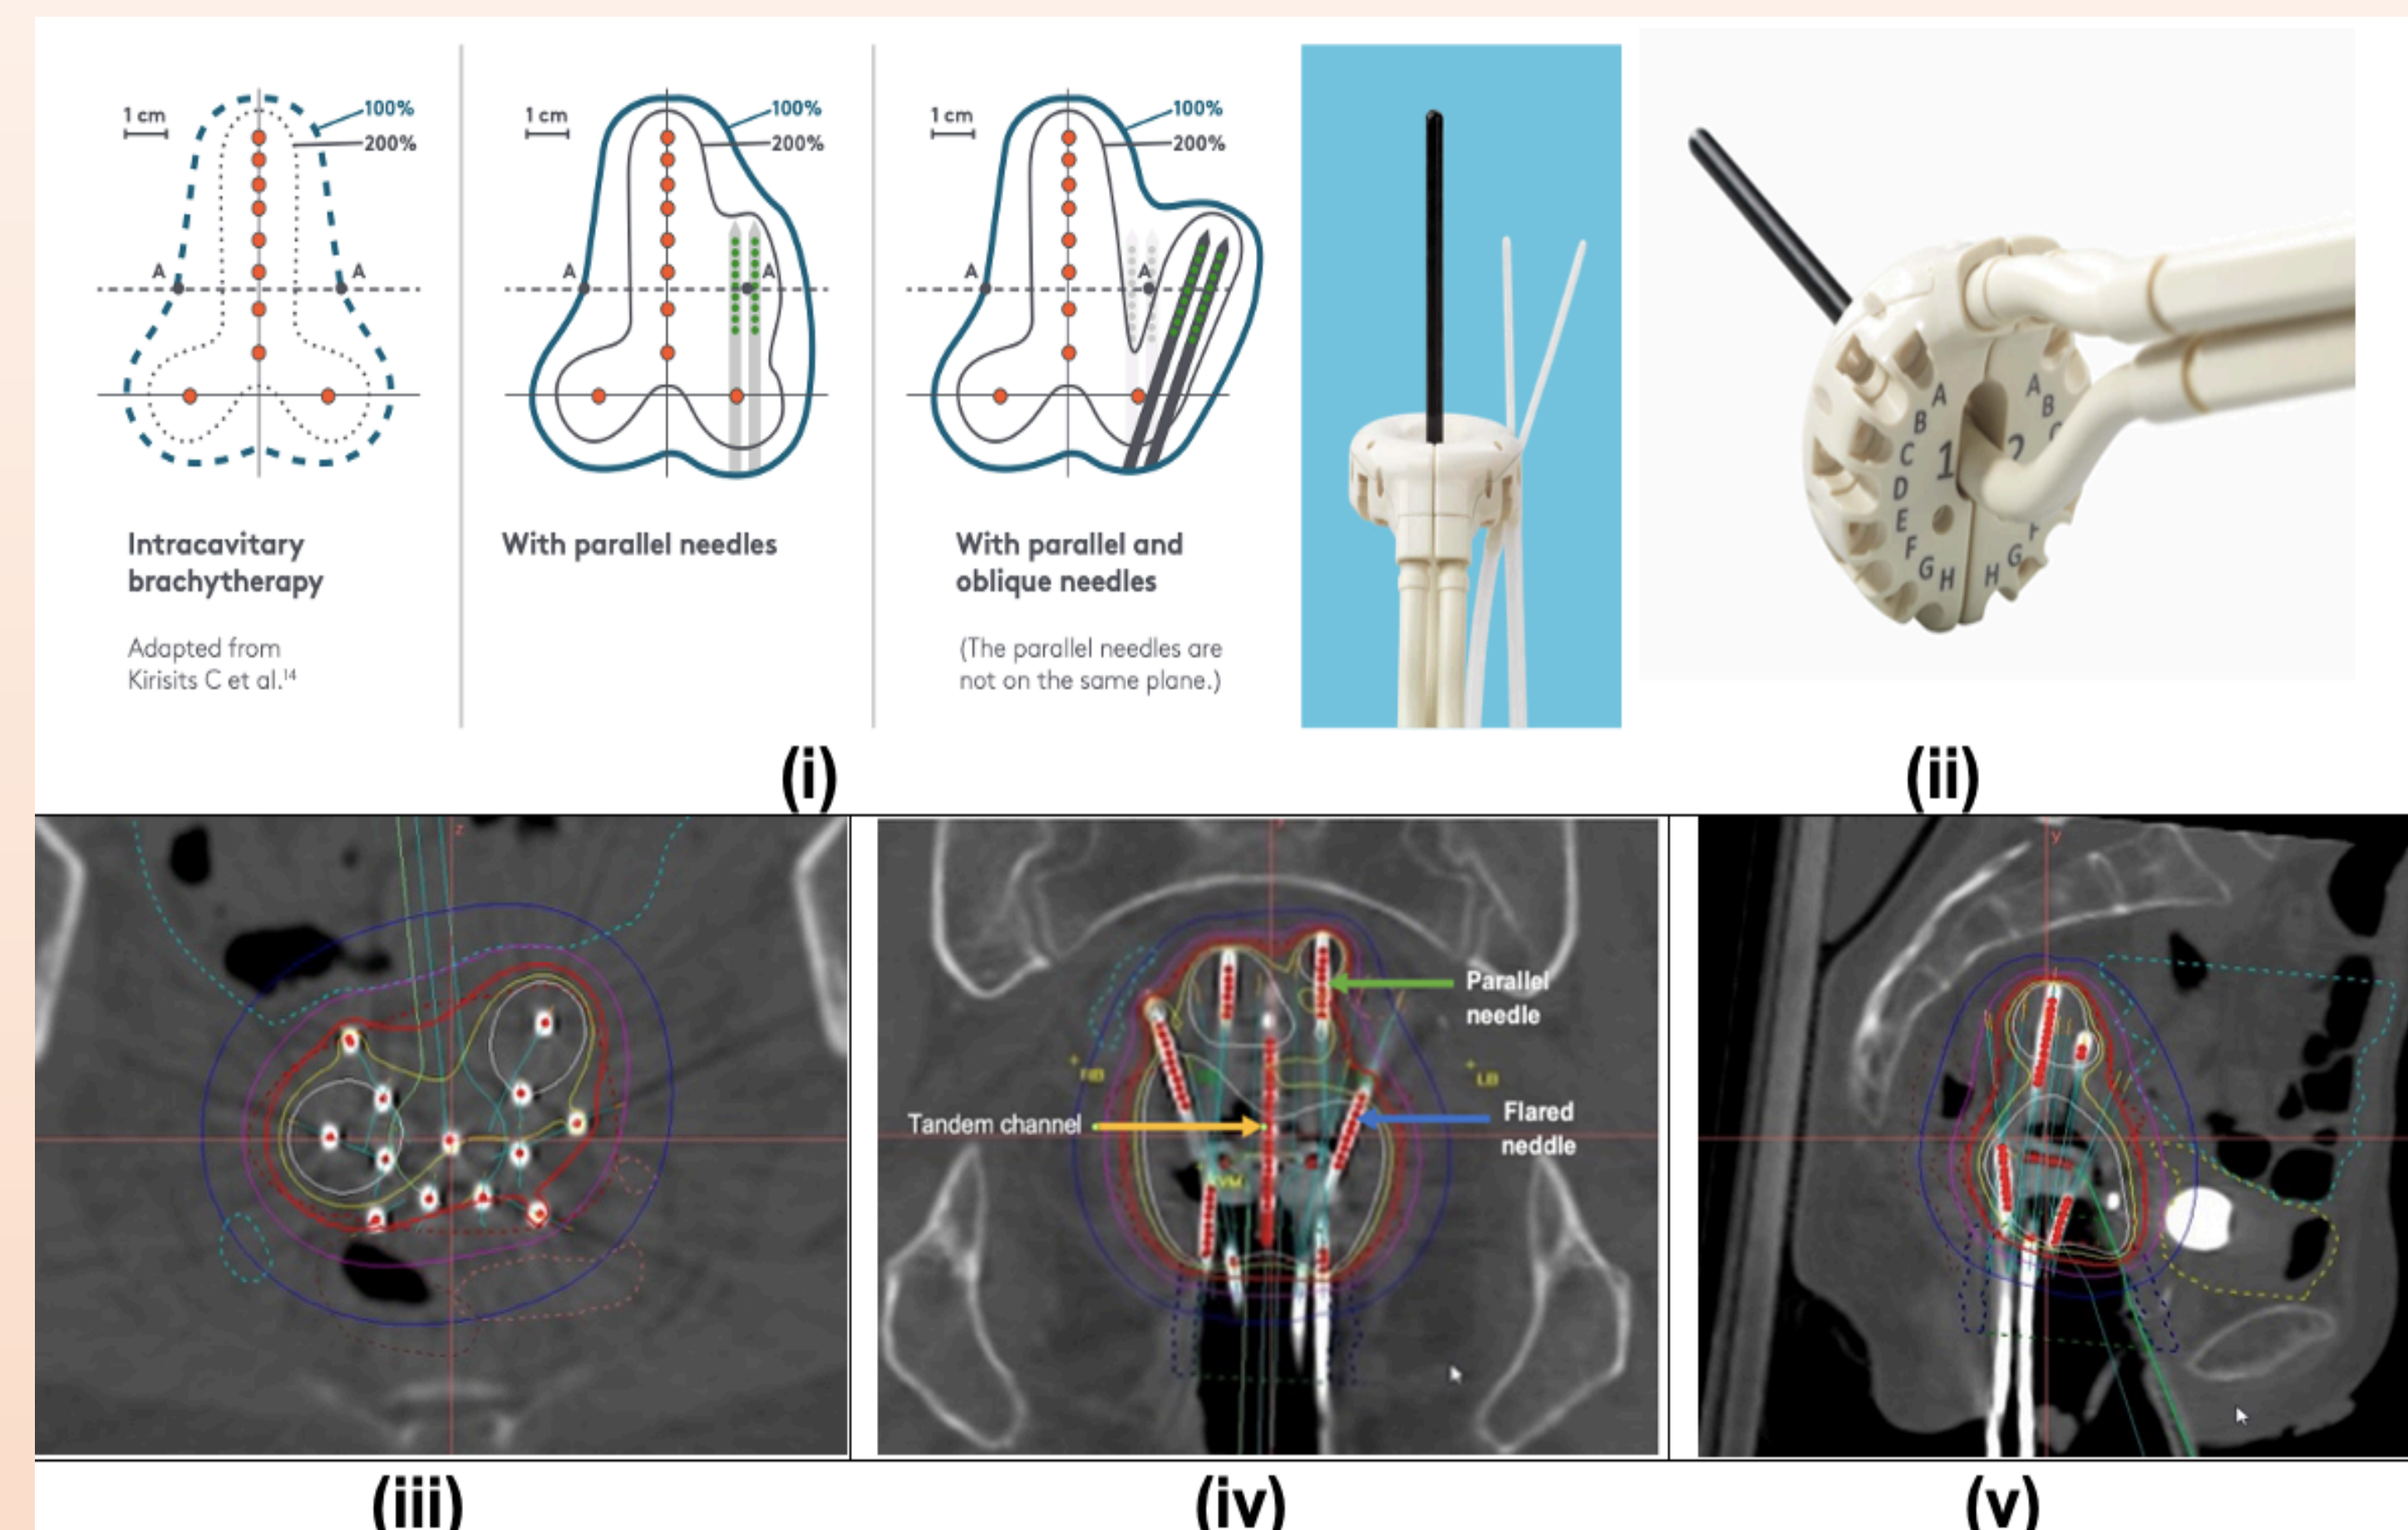 1 cm
100%
200%
A
A
Intracavitary
brachytherapy
Adapted from
Kirisits C et al.¹⁴
1 cm
100%
200%
A
A
With parallel needles
1 cm
100%
200%
A
A
With parallel and
oblique needles
(The parallel needles are
not on the same plane.)
(i)
A
B
C
D
E
F
G
H
1
2
A
B
F
G
H
(ii)
z
(iii)
Parallel
needle
RB
LB
Tandem channel
Flared
neddle
(iv)
y
(v)